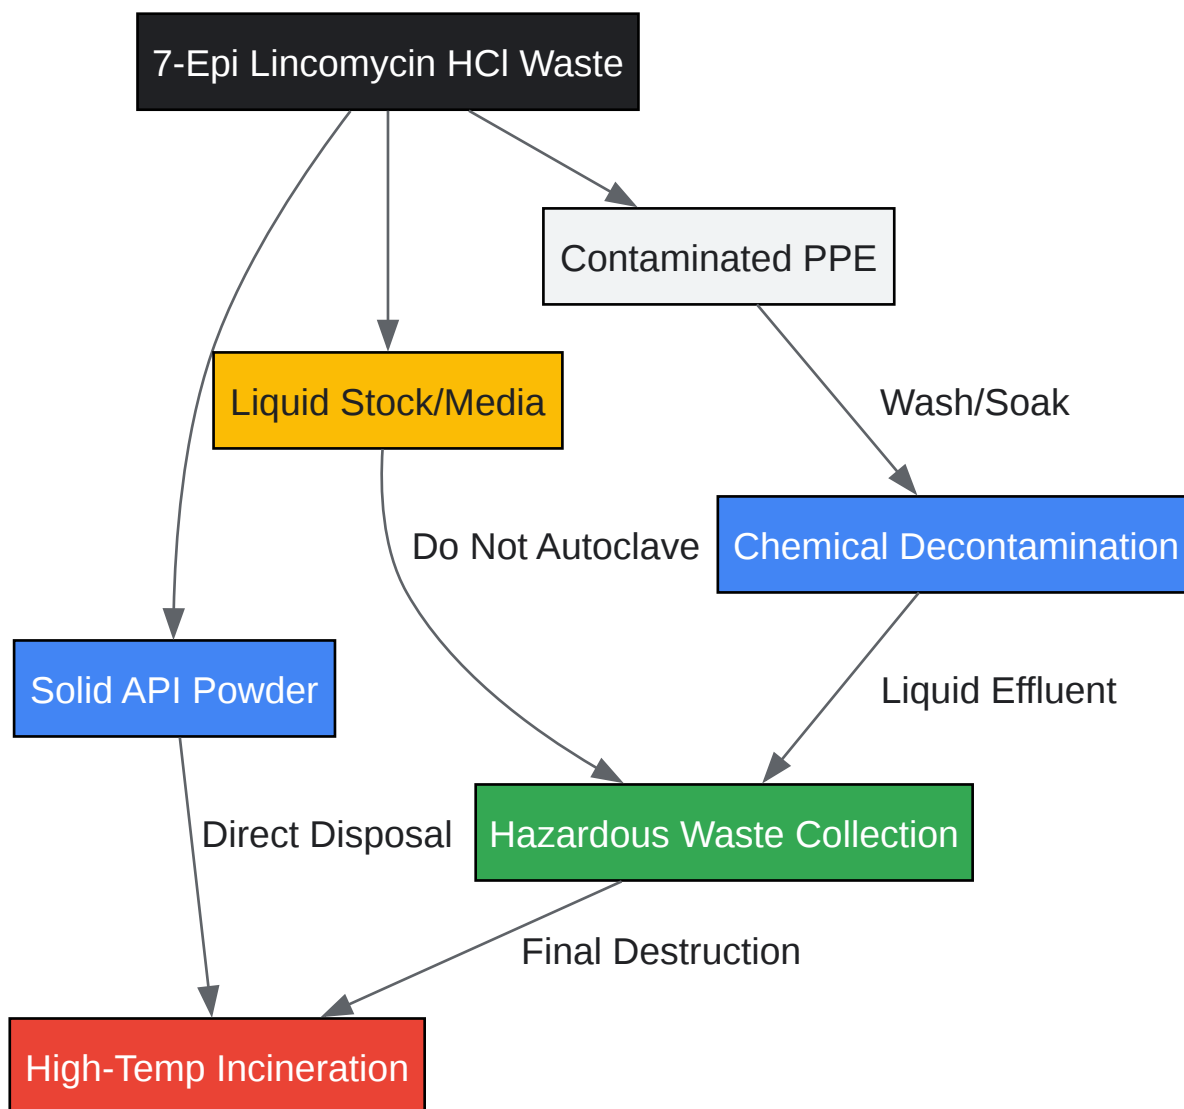 7-Epi Lincomycin HCl Waste
Contaminated PPE
Liquid Stock/Media
Wash/Soak
Do Not Autoclave
Chemical Decontamination
Solid API Powder
Liquid Effluent
Direct Disposal
Hazardous Waste Collection
Final Destruction
High-Temp Incineration